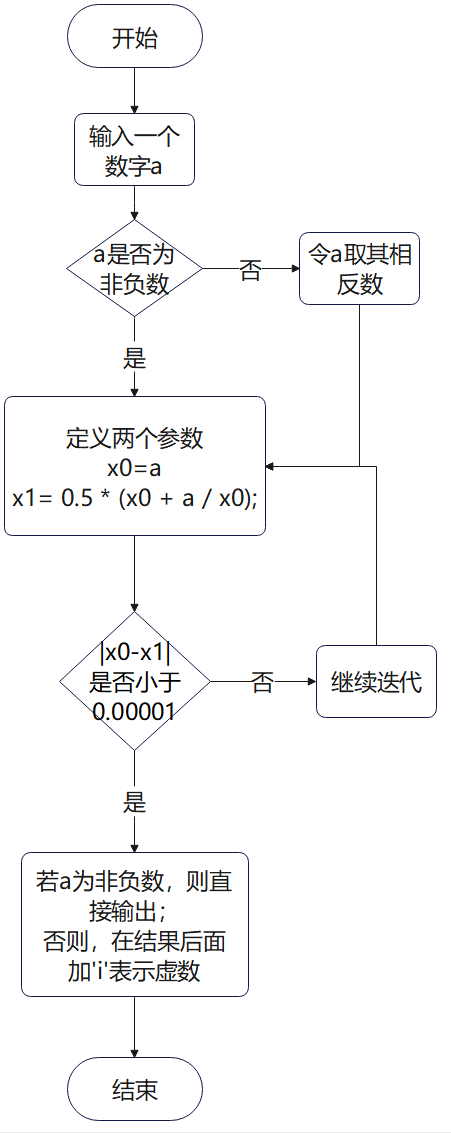 开始
输入一个
数字a
a是否为
非负数
否
令a取其相
反数
是
定义两个参数
x0=a
x1= 0.5 * (x0 + a / x0);
|x0-x1|
是否小于
0.00001
否
继续迭代
是
若a为非负数，则直
接输出；
否则，在结果后面
加'i'表示虚数
结束